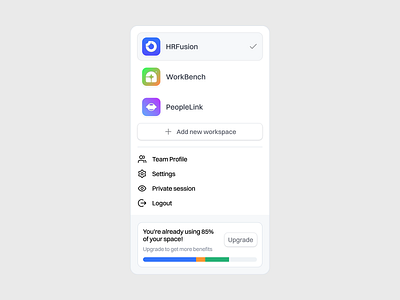 HRFusion
WorkBench
PeopleLink
Add new workspace
Team Profile
Settings
Private session
Logout
You're already using 85%
of your space!
Upgrade
Upgrade to get more benefits